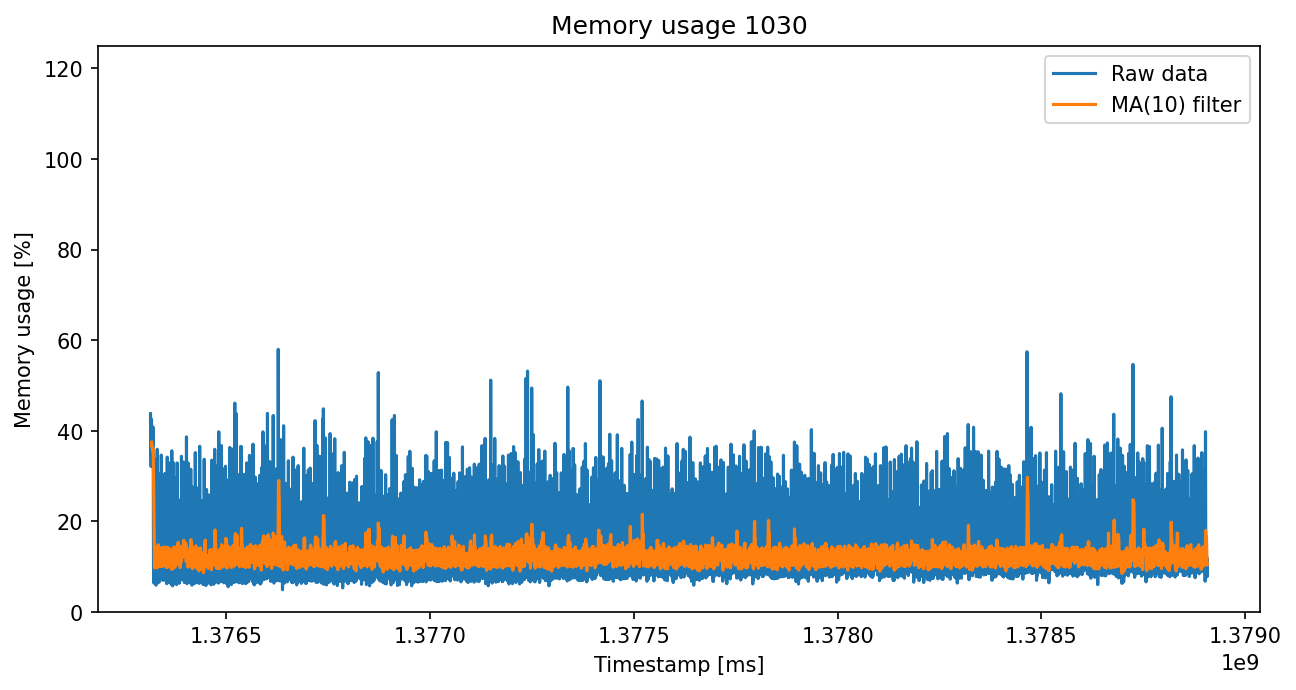 Memory usage 1030
Raw data
MA(10) filter
120
100
80
60
40
20
0
Memory usage [%]
1.3765 1.3770 1.3775 1.3780 1.3785 1.3790
1e9
Timestamp [ms]